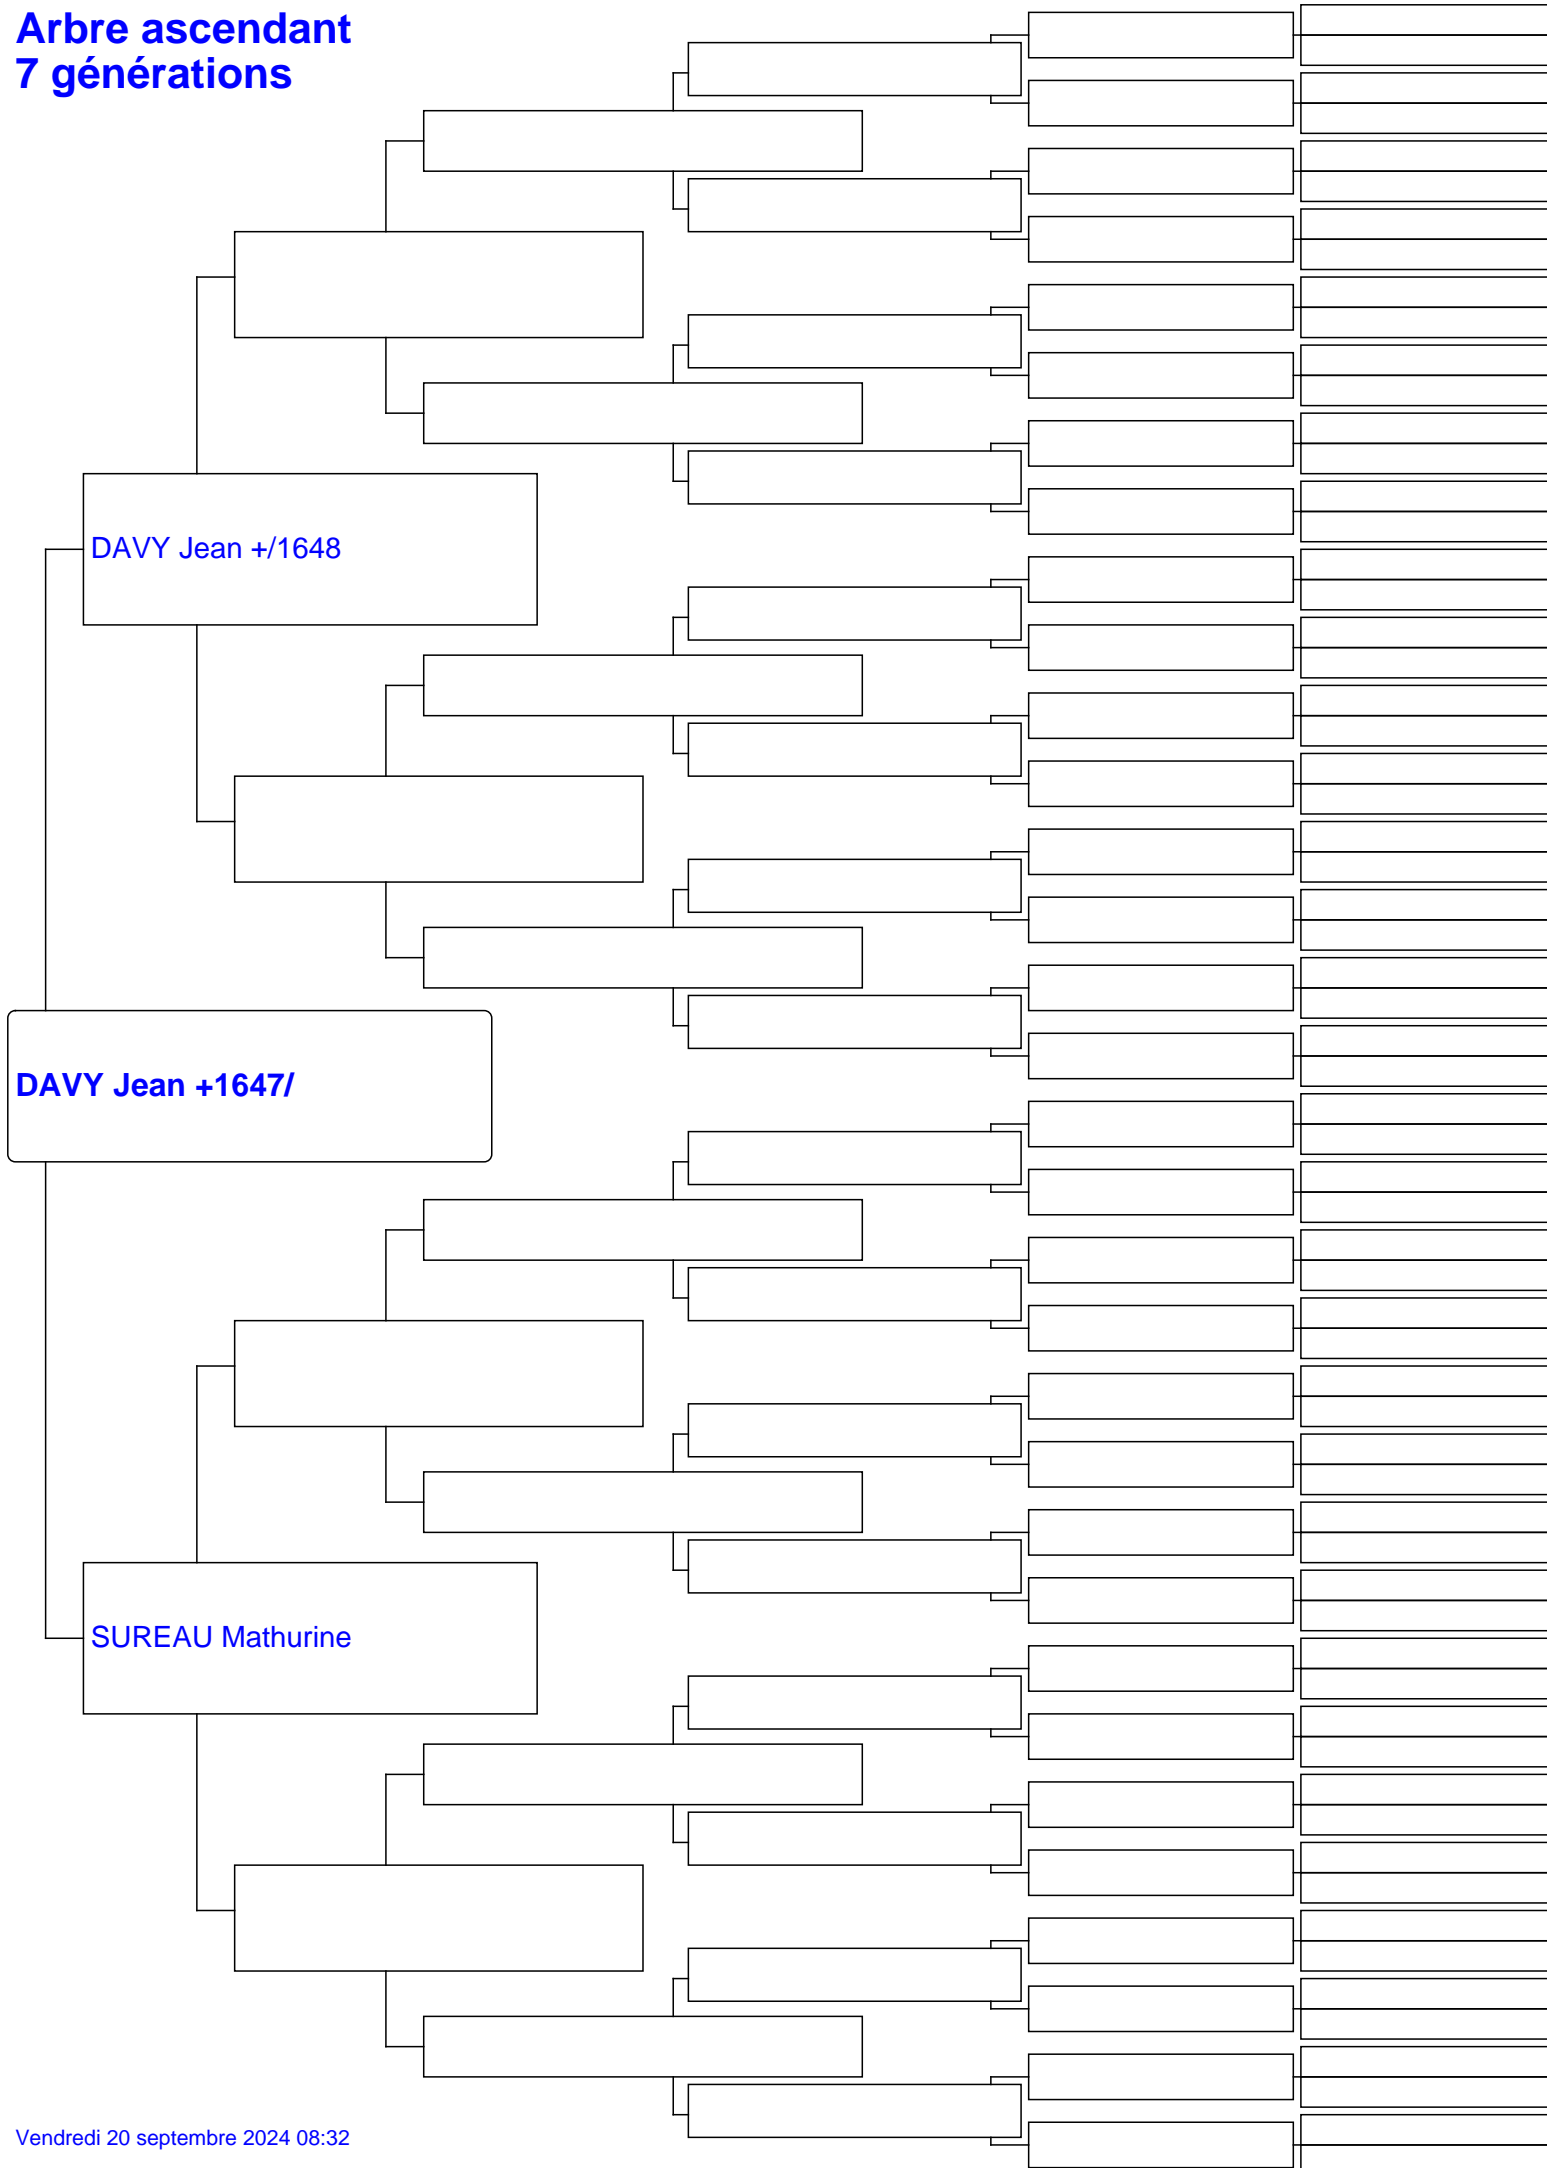 Arbre ascendant
7 générations
DAVY Jean +/1648
DAVY Jean +1647/
SUREAU Mathurine
Vendredi 20 septembre 2024 08:32